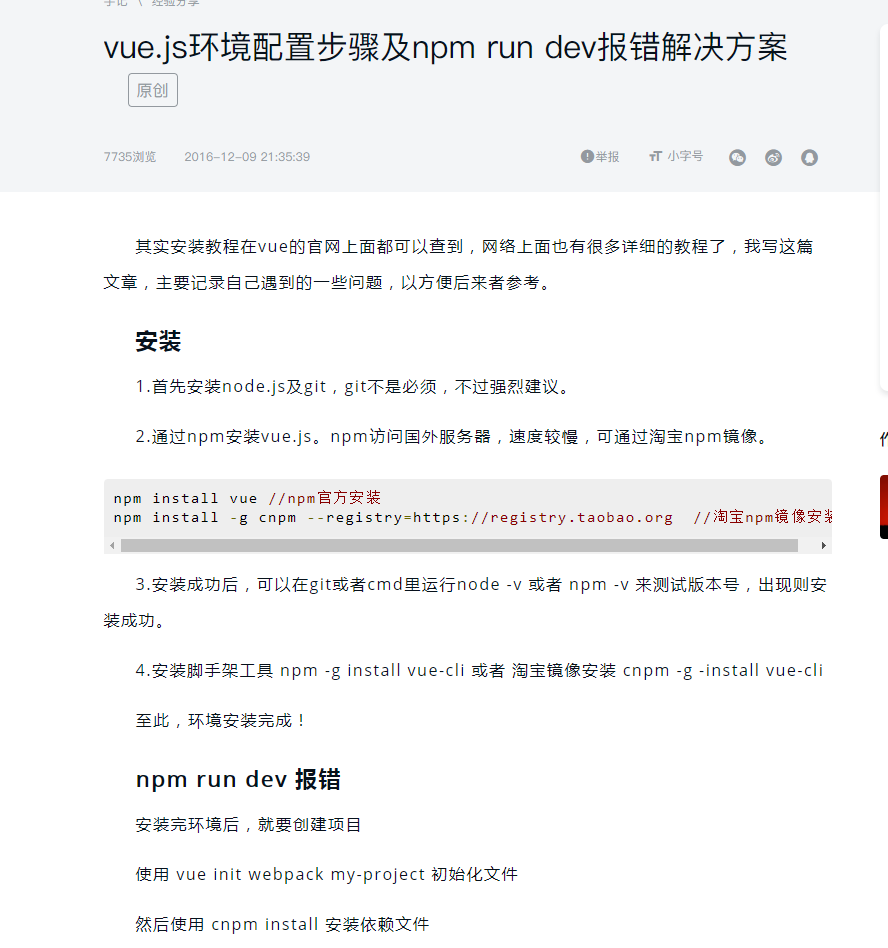 手记 \ 经验分享
vue.js环境配置步骤及npm run dev报错解决方案
原创
7735浏览 2016-12-09 21:35:39 举报 小字号
其实安装教程在vue的官网上面都可以查到，网络上面也有很多详细的教程了，我写这篇
文章，主要记录自己遇到的一些问题，以方便后来者参考。
安装
1.首先安装node.js及git，git不是必须，不过强烈建议。
2.通过npm安装vue.js。npm访问国外服务器，速度较慢，可通过淘宝npm镜像。
npm install vue //npm官方安装
npm install -g cnpm --registry=https://registry.taobao.org //淘宝npm镜像安装
3.安装成功后，可以在git或者cmd里运行node -v 或者 npm -v 来测试版本号，出现则安
装成功。
4.安装脚手架工具 npm -g install vue-cli 或者 淘宝镜像安装 cnpm -g -install vue-cli
至此，环境安装完成！
npm run dev 报错
安装完环境后，就要创建项目
使用 vue init webpack my-project 初始化文件
然后使用 cnpm install 安装依赖文件